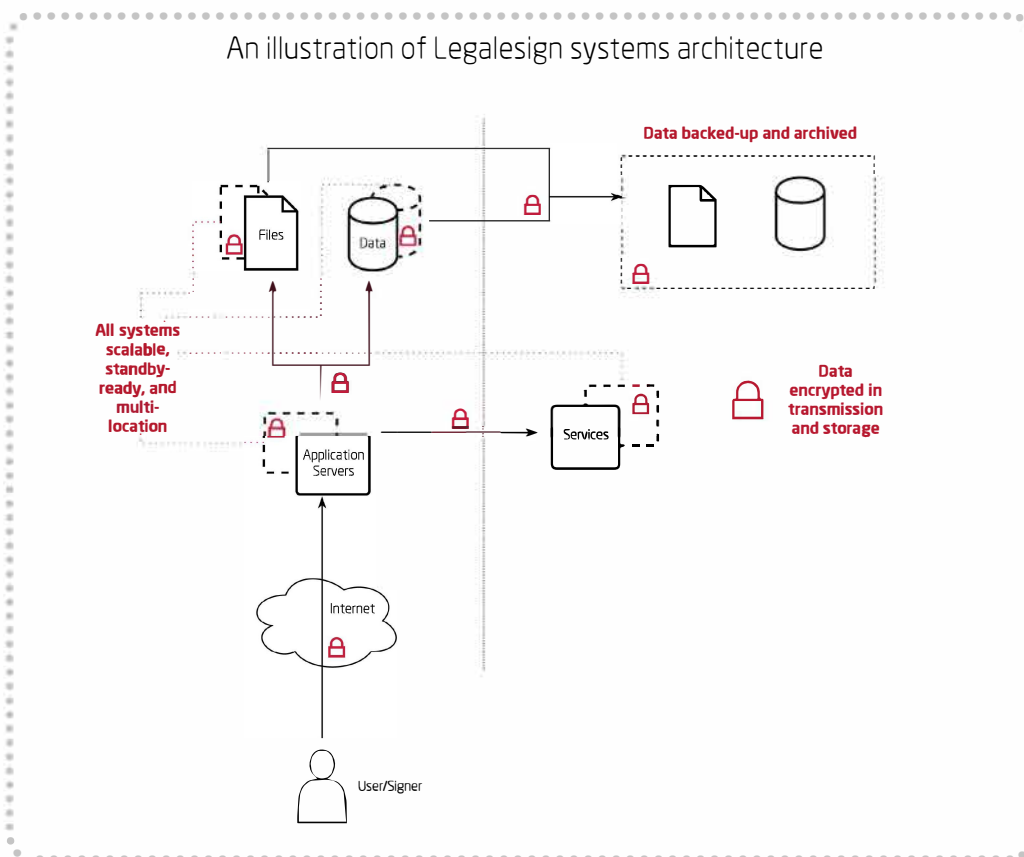 An illustration of Legalesign systems architecture
Data backed-up and archived
Files
Data
All systems
scalable,
standby-
ready, and
multi-
location
Data
encrypted in
transmission
and storage
Application
Servers
Services
Internet
User/Signer